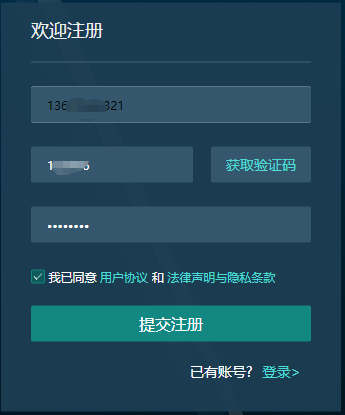 欢迎注册
136 321
1 6 获取验证码
••••••••
我已同意 用户协议 和 法律声明与隐私条款
提交注册
已有账号? 登录>